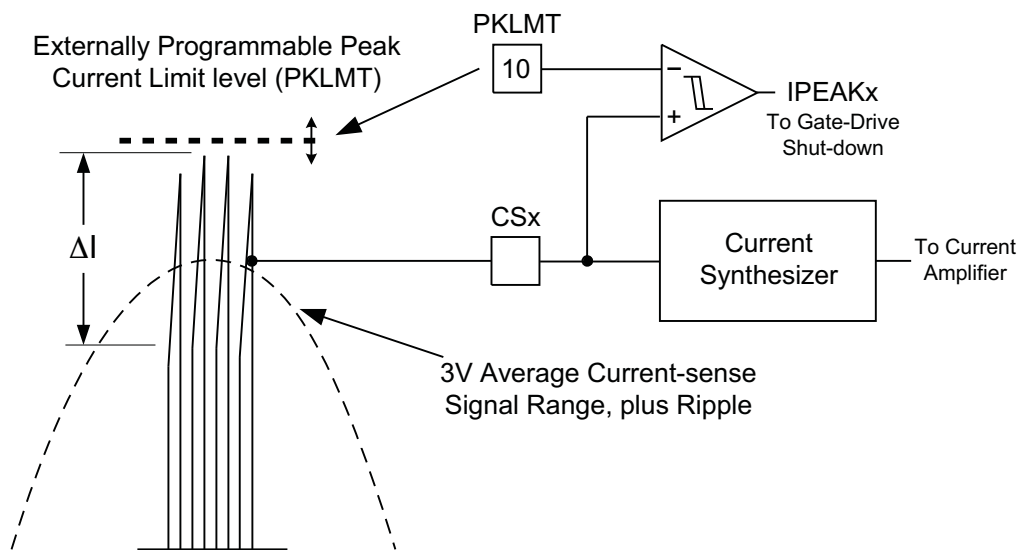 PKLMT
Externally Programmable Peak
Current Limit level (PKLMT)
10
−
+
IPEAKx
To Gate-Drive
Shut-down
ΔI
CSx
Current
Synthesizer
To Current
Amplifier
3V Average Current-sense
Signal Range, plus Ripple